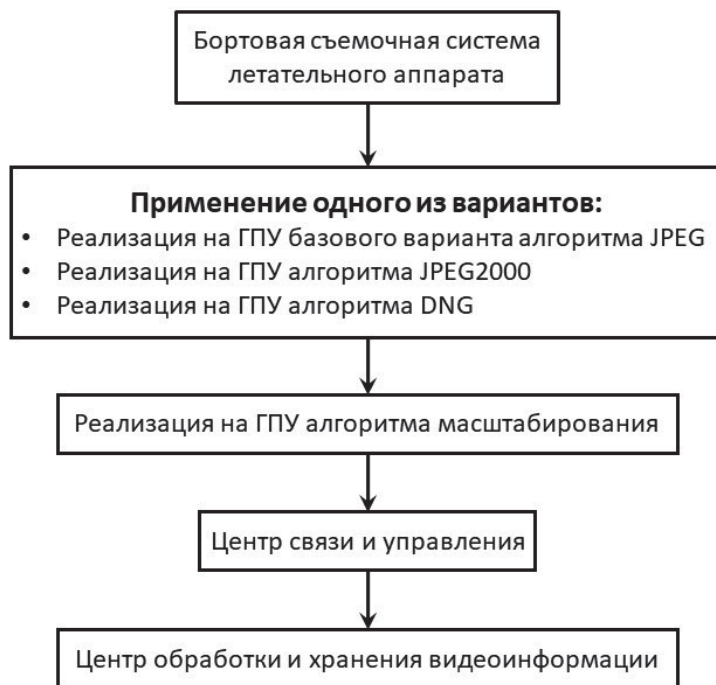 Бортовая съемочная система
летательного аппарата
Применение одного из вариантов:
• Реализация на ГПУ базового варианта алгоритма JPEG
• Реализация на ГПУ алгоритма JPEG2000
• Реализация на ГПУ алгоритма DNG
Реализация на ГПУ алгоритма масштабирования
Центр связи и управления
Центр обработки и хранения видеоинформации